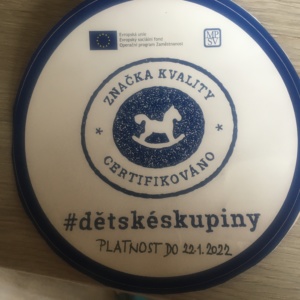 Evropská unie
Evropský sociální fond
Operační program Zaměstnanost
MPSV
ZNAČKA KVALITY
CERTIFIKOVÁNO
#dětskéskupiny
PLATNOST DO 22.1.2022